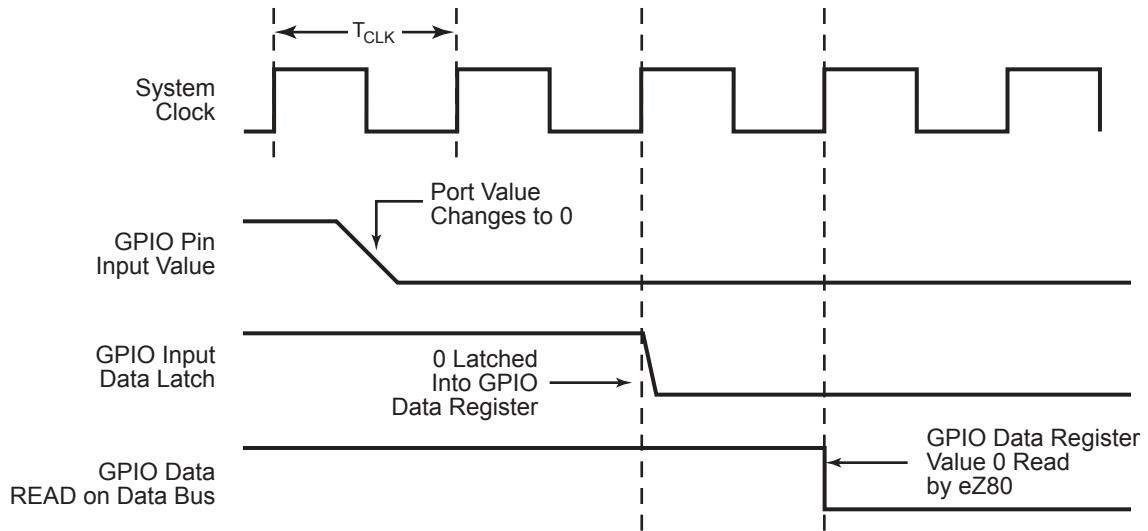 T_CLK
System
Clock
Port Value
Changes to 0
GPIO Pin
Input Value
GPIO Input
Data Latch
0 Latched
Into GPIO
Data Register
GPIO Data
READ on Data Bus
GPIO Data Register
Value 0 Read
by eZ80